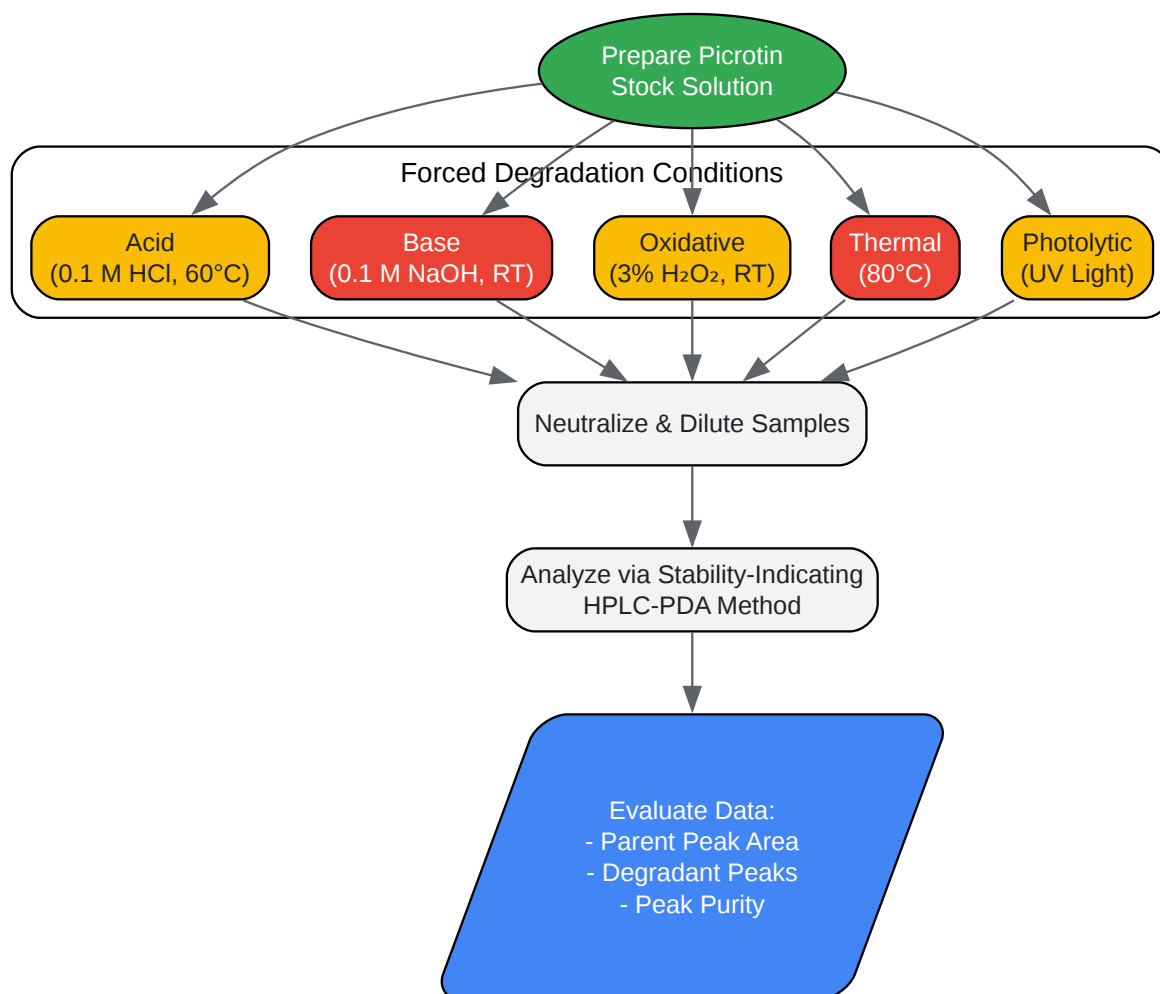 Prepare Picrotin
Stock Solution
Forced Degradation Conditions
Acid
(0.1 M HCl, 60°C)
Base
(0.1 M NaOH, RT)
Oxidative
(3% H₂O₂, RT)
Thermal
(80°C)
Photolytic
(UV Light)
Neutralize & Dilute Samples
Analyze via Stability-Indicating
HPLC-PDA Method
Evaluate Data:
- Parent Peak Area
- Degradant Peaks
- Peak Purity